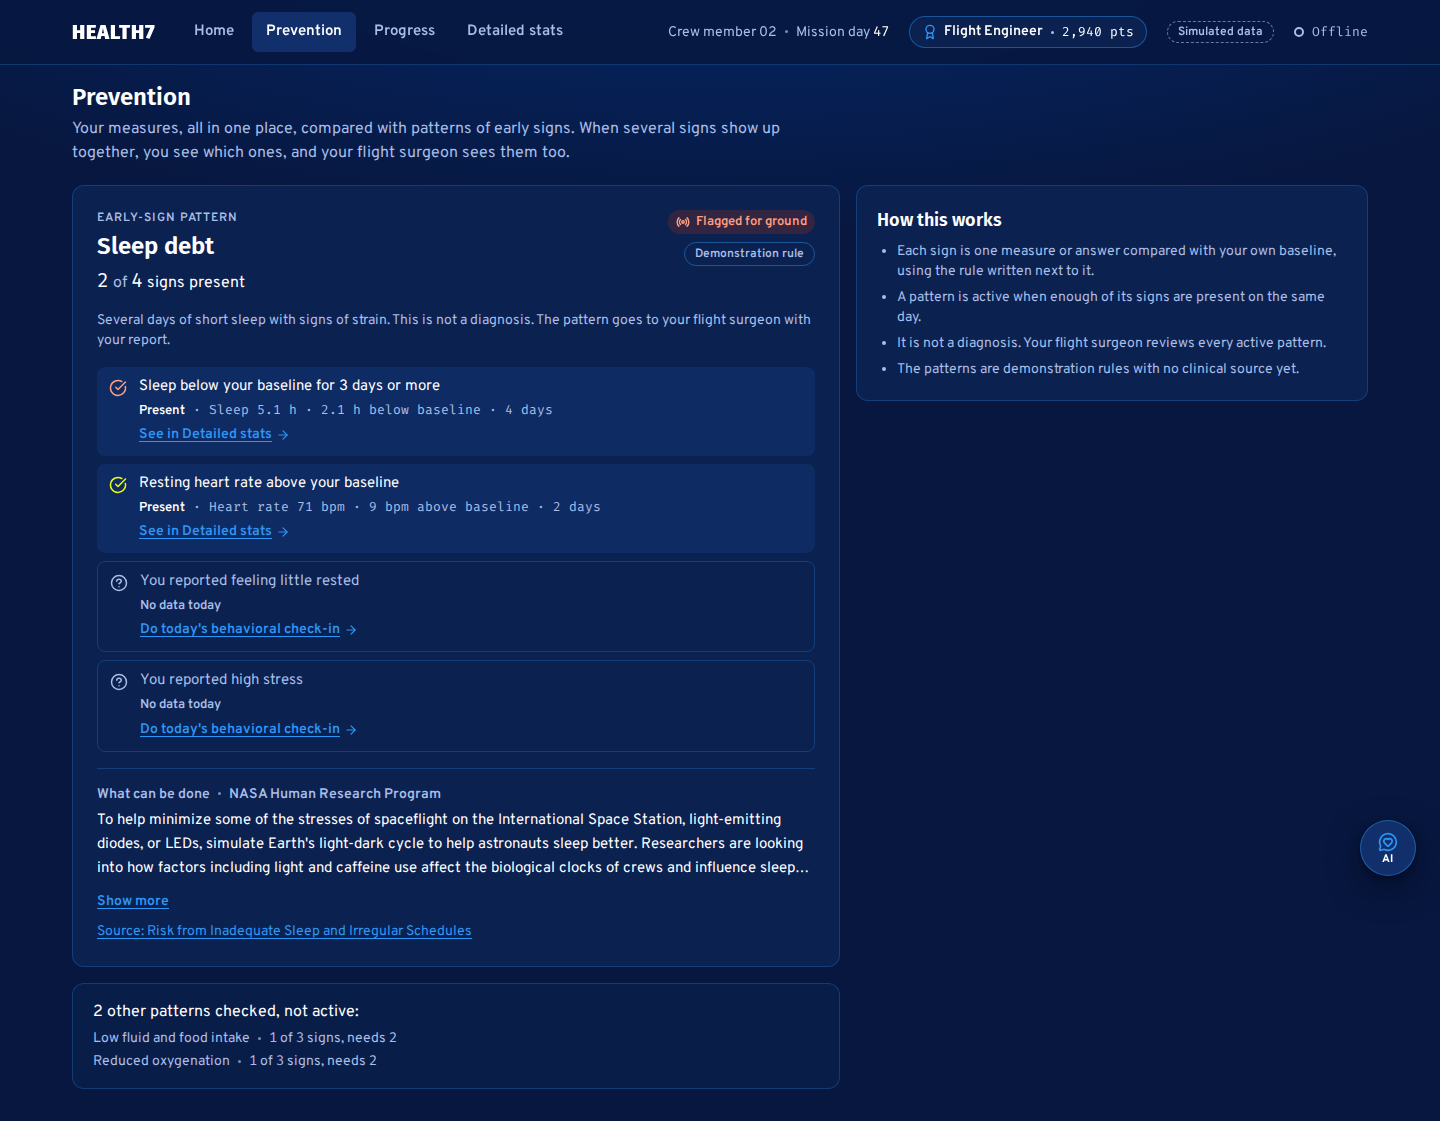 HEALTH7
Home
Prevention
Progress
Detailed stats
Crew member 02 • Mission day 47
Flight Engineer • 2,940 pts
Simulated data
Offline
Prevention
Your measures, all in one place, compared with patterns of early signs. When several signs show up
together, you see which ones, and your flight surgeon sees them too.
EARLY-SIGN PATTERN
Flagged for ground
Sleep debt
Demonstration rule
2 of 4 signs present
Several days of short sleep with signs of strain. This is not a diagnosis. The pattern goes to your flight surgeon with
your report.
Sleep below your baseline for 3 days or more
Present · Sleep 5.1 h · 2.1 h below baseline · 4 days
See in Detailed stats →
Resting heart rate above your baseline
Present · Heart rate 71 bpm · 9 bpm above baseline · 2 days
See in Detailed stats →
You reported feeling little rested
No data today
Do today's behavioral check-in →
You reported high stress
No data today
Do today's behavioral check-in →
What can be done • NASA Human Research Program
To help minimize some of the stresses of spaceflight on the International Space Station, light-emitting
diodes, or LEDs, simulate Earth's light-dark cycle to help astronauts sleep better. Researchers are looking
into how factors including light and caffeine use affect the biological clocks of crews and influence sleep...
Show more
Source: Risk from Inadequate Sleep and Irregular Schedules
2 other patterns checked, not active:
Low fluid and food intake • 1 of 3 signs, needs 2
Reduced oxygenation • 1 of 3 signs, needs 2
How this works
• Each sign is one measure or answer compared with your own baseline,
using the rule written next to it.
• A pattern is active when enough of its signs are present on the same
day.
• It is not a diagnosis. Your flight surgeon reviews every active pattern.
• The patterns are demonstration rules with no clinical source yet.
AI